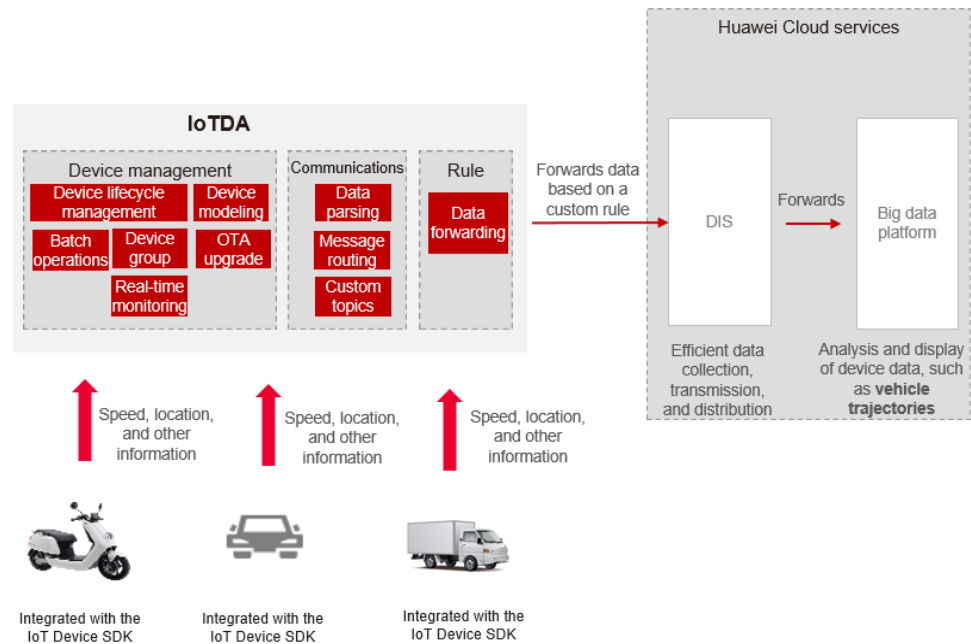 Huawei Cloud services
IoTDA
Device management
Device lifecycle
management
Device
modeling
Batch
operations
Device
group
OTA
upgrade
Real-time
monitoring
Communications
Data
parsing
Message
routing
Custom
topics
Rule
Data
forwarding
Forwards data
based on a
custom rule
DIS
Forwards
Big data
platform
Efficient data
collection,
transmission,
and distribution
Analysis and display
of device data, such
as vehicle
trajectories
Speed, location,
and other
information
Speed, location,
and other
information
Speed, location,
and other
information
Integrated with the
IoT Device SDK
Integrated with the
IoT Device SDK
Integrated with the
IoT Device SDK